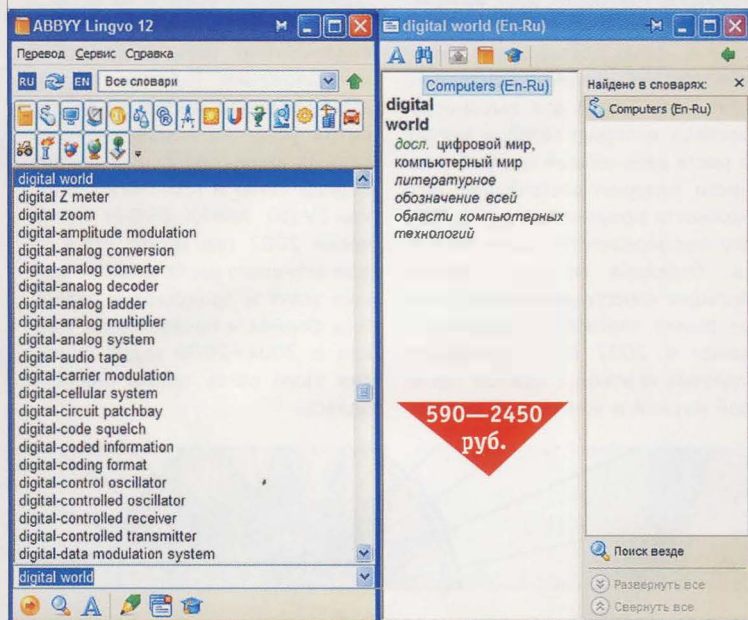 ABBYY Lingvo 12
Перевод Сервис Справка
RU EN Все словари
digital world
digital Z meter
digital zoom
digital-amplitude modulation
digital-analog conversion
digital-analog converter
digital-analog decoder
digital-analog ladder
digital-analog multiplier
digital-analog system
digital-audio tape
digital-carrier modulation
digital-cellular system
digital-circuit patchbay
digital-code squelch
digital-coded information
digital-coding format
digital-control oscillator
digital-controlled oscillator
digital-controlled receiver
digital-controlled transmitter
digital-data modulation system
digital world
digital world (En-Ru)
Computers (En-Ru)
digital
world
досл. цифровой мир,
компьютерный мир
литературное
обозначение всей
области компьютерных
технологий
590—2450
руб.
Найдено в словарях:
Computers (En-Ru)
Поиск везде
Развернуть все
Свернуть все